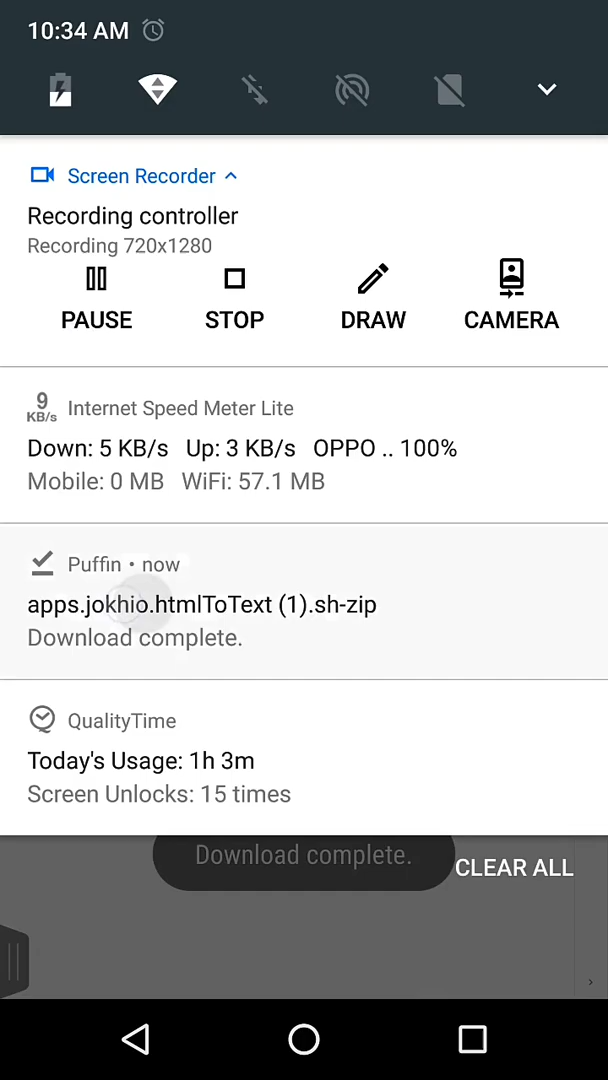 10:34 AM
Screen Recorder
Recording controller
Recording 720x1280
PAUSE STOP DRAW CAMERA
9 KB/s Internet Speed Meter Lite
Down: 5 KB/s Up: 3 KB/s OPPO .. 100%
Mobile: 0 MB WiFi: 57.1 MB
Puffin • now
apps.jokhio.htmlToText (1).sh-zip
Download complete.
QualityTime
Today's Usage: 1h 3m
Screen Unlocks: 15 times
Download complete.
CLEAR ALL